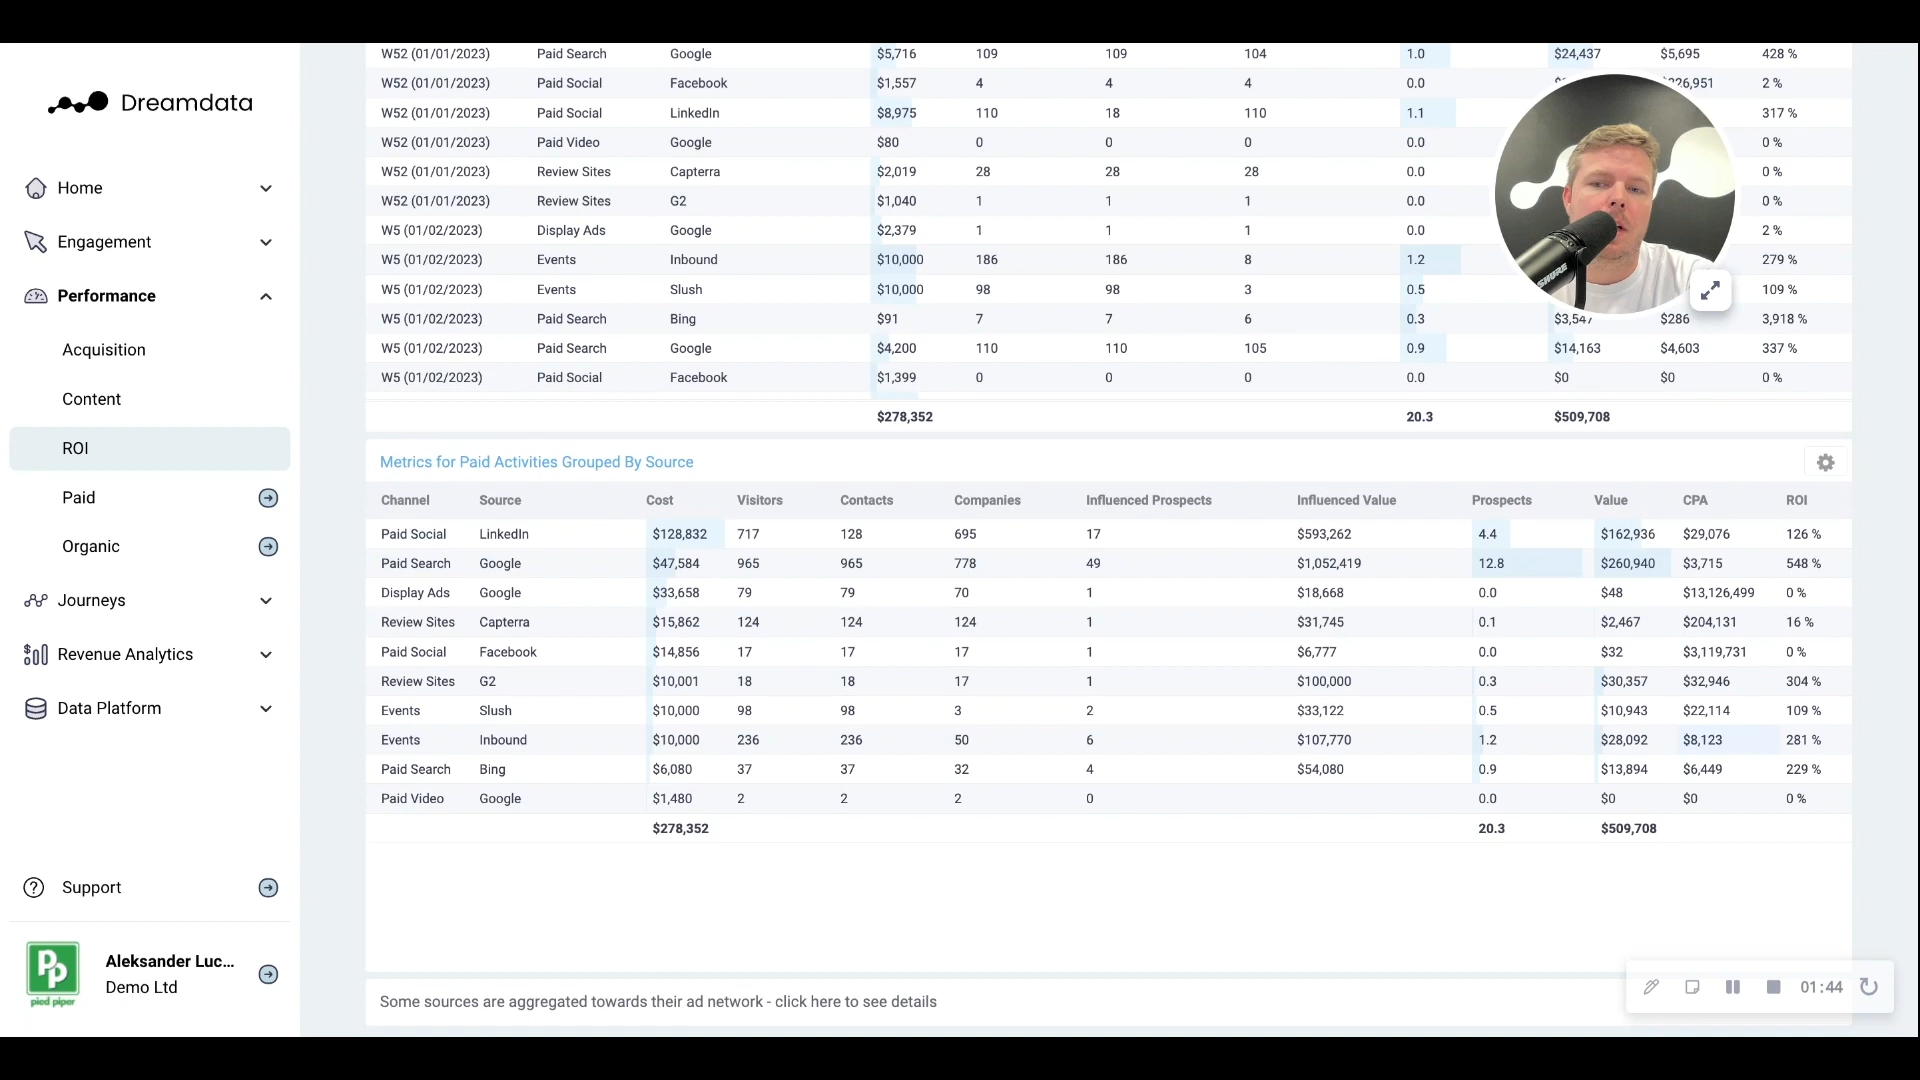 W52 (01/01/2023) Paid Search Google $5,716 109 109 104 1.0 $24,437 $5,695 428 %
Dreamdata
W52 (01/01/2023) Paid Social Facebook $1,557 4 4 4 0.0 2 %
W52 (01/01/2023) Paid Social LinkedIn $8,975 110 18 110 1.1 317 %
W52 (01/01/2023) Paid Video Google $80 0 0 0 0.0 0 %
W52 (01/01/2023) Review Sites Capterra $2,019 28 28 28 0.0 0 %
Home
W52 (01/01/2023) Review Sites G2 $1,040 1 1 1 0.0 0 %
W5 (01/02/2023) Display Ads Google $2,379 1 1 1 0.0 2 %
Engagement
W5 (01/02/2023) Events Inbound $10,000 186 186 8 1.2 279 %
SHURE
W5 (01/02/2023) Events Slush $10,000 98 98 3 0.5 109 %
Performance
W5 (01/02/2023) Paid Search Bing $91 7 7 6 0.3 $3,547 $286 3,918 %
Acquisition
W5 (01/02/2023) Paid Search Google $4,200 110 110 105 0.9 $14,163 $4,603 337 %
W5 (01/02/2023) Paid Social Facebook $1,399 0 0 0 0.0 $0 $0 0 %
Content
$278,352 20.3 $509,708
ROI
Metrics for Paid Activities Grouped By Source
Paid
Channel Source Cost Visitors Contacts Companies Influenced Prospects Influenced Value Prospects Value CPA ROI
Paid Social LinkedIn $128,832 717 128 695 17 $593,262 4.4 $162,936 $29,076 126 %
Organic
Paid Search Google $47,584 965 965 778 49 $1,052,419 12.8 $260,940 $3,715 548 %
Display Ads Google $33,658 79 79 70 1 $18,668 0.0 $48 $13,126,499 0 %
Journeys
Review Sites Capterra $15,862 124 124 124 1 $31,745 0.1 $2,467 $204,131 16 %
Paid Social Facebook $14,856 17 17 17 1 $6,777 0.0 $32 $3,119,731 0 %
Revenue Analytics
Review Sites G2 $10,001 18 18 17 1 $100,000 0.3 $30,357 $32,946 304 %
Events Slush $10,000 98 98 3 2 $33,122 0.5 $10,943 $22,114 109 %
Data Platform
Events Inbound $10,000 236 236 50 6 $107,770 1.2 $28,092 $8,123 281 %
Paid Search Bing $6,080 37 37 32 4 $54,080 0.9 $13,894 $6,449 229 %
Paid Video Google $1,480 2 2 2 0 0.0 $0 $0 0 %
$278,352 20.3 $509,708
Support
Pp
pied piper
Aleksander Luc...
Demo Ltd
Some sources are aggregated towards their ad network - click here to see details
01:44